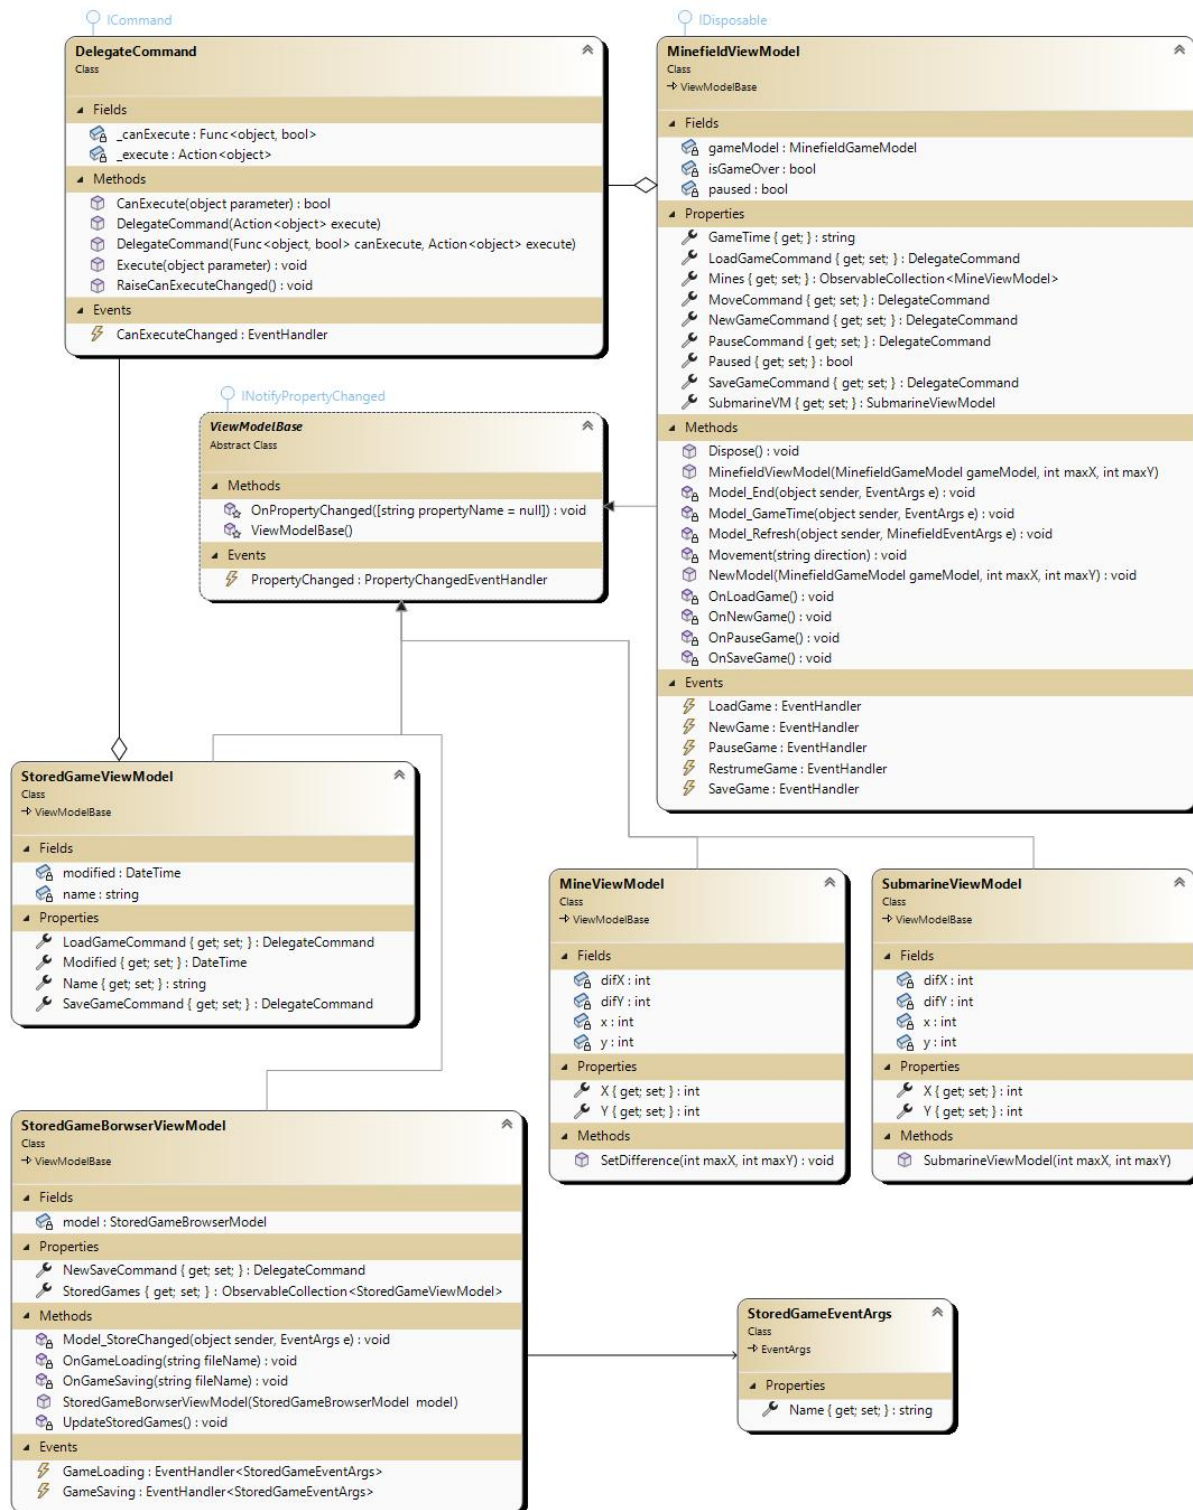 ICommand
DelegateCommand
Class
Fields
_canExecute : Func<object, bool>
_execute : Action<object>
Methods
CanExecute(object parameter) : bool
DelegateCommand(Action<object> execute)
DelegateCommand(Func<object, bool> canExecute, Action<object> execute)
Execute(object parameter) : void
RaiseCanExecuteChanged() : void
Events
CanExecuteChanged : EventHandler
IDisposable
MinefieldViewModel
Class
ViewModelBase
Fields
gameModel : MinefieldGameModel
isGameOver : bool
paused : bool
Properties
GameTime { get; } : string
LoadGameCommand { get; set; } : DelegateCommand
Mines { get; set; } : ObservableCollection<MineViewModel>
MoveCommand { get; set; } : DelegateCommand
NewGameCommand { get; set; } : DelegateCommand
PauseCommand { get; set; } : DelegateCommand
Paused { get; set; } : bool
SaveGameCommand { get; set; } : DelegateCommand
SubmarineVM { get; set; } : SubmarineViewModel
Methods
Dispose() : void
MinefieldViewModel(MinefieldGameModel gameModel, int maxX, int maxY)
Model_End(object sender, EventArgs e) : void
Model_GameTime(object sender, EventArgs e) : void
Model_Refresh(object sender, MinefieldEventArgs e) : void
Movement(string direction) : void
NewModel(MinefieldGameModel gameModel, int maxX, int maxY) : void
OnLoadGame() : void
OnNewGame() : void
OnPauseGame() : void
OnSaveGame() : void
Events
LoadGame : EventHandler
NewGame : EventHandler
PauseGame : EventHandler
RestrumeGame : EventHandler
SaveGame : EventHandler
INotifyPropertyChanged
ViewModelBase
Abstract Class
Methods
OnPropertyChanged([string propertyName = null]) : void
ViewModelBase()
Events
PropertyChanged : PropertyChangedEventHandler
StoredGameViewModel
Class
ViewModelBase
Fields
modified : DateTime
name : string
Properties
LoadGameCommand { get; set; } : DelegateCommand
Modified { get; set; } : DateTime
Name { get; set; } : string
SaveGameCommand { get; set; } : DelegateCommand
MineViewModel
Class
ViewModelBase
Fields
difX : int
difY : int
x : int
y : int
Properties
X { get; set; } : int
Y { get; set; } : int
Methods
SetDifference(int maxX, int maxY) : void
SubmarineViewModel
Class
ViewModelBase
Fields
difX : int
difY : int
x : int
y : int
Properties
X { get; set; } : int
Y { get; set; } : int
Methods
SubmarineViewModel(int maxX, int maxY)
StoredGameBorwserViewModel
Class
ViewModelBase
Fields
model : StoredGameBrowserModel
Properties
NewSaveCommand { get; set; } : DelegateCommand
StoredGames { get; set; } : ObservableCollection<StoredGameViewModel>
Methods
Model_StoreChanged(object sender, EventArgs e) : void
OnGameLoading(string fileName) : void
OnGameSaving(string fileName) : void
StoredGameBorwserViewModel(StoredGameBrowserModel model)
UpdateStoredGames() : void
Events
GameLoading : EventHandler<StoredGameEventArgs>
GameSaving : EventHandler<StoredGameEventArgs>
StoredGameEventArgs
Class
EventArgs
Properties
Name { get; set; } : string